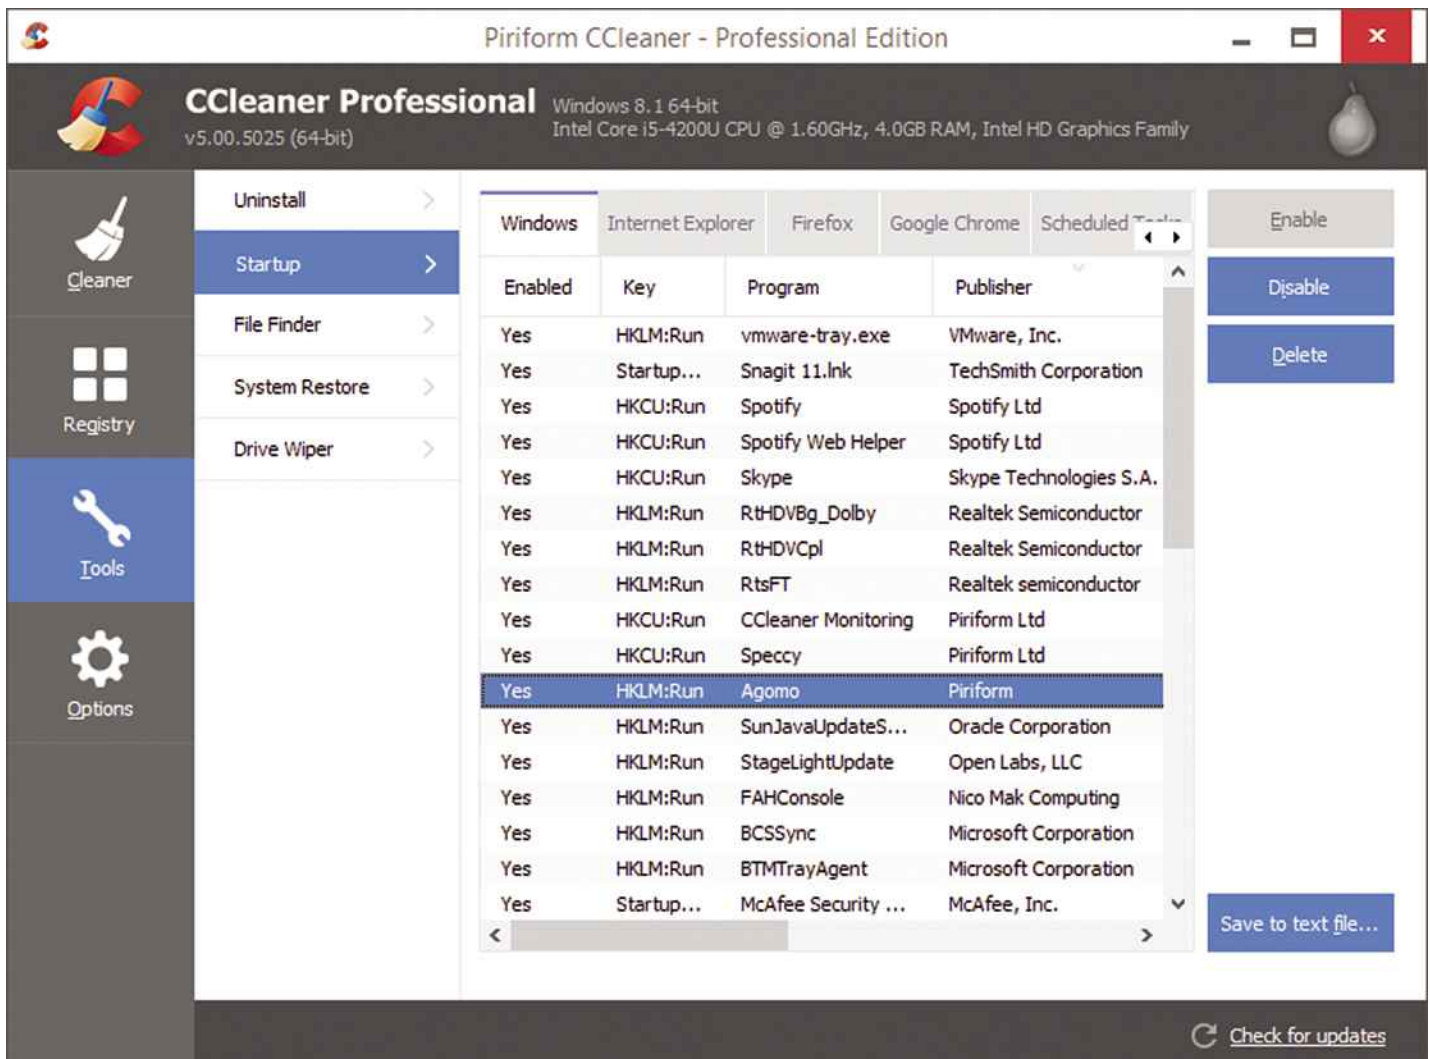 Piriform CCleaner - Professional Edition
CCleaner Professional
v5.00.5025 (64-bit)
Windows 8.1 64-bit
Intel Core i5-4200U CPU @ 1.60GHz, 4.0GB RAM, Intel HD Graphics Family
Cleaner
Registry
Tools
Options
Uninstall
Startup
File Finder
System Restore
Drive Wiper
Windows Internet Explorer Firefox Google Chrome Scheduled Tasks
Enabled Key Program Publisher
Yes HKLM:Run vmware-tray.exe VMware, Inc.
Yes Startup... Snagit 11.lnk TechSmith Corporation
Yes HKCU:Run Spotify Spotify Ltd
Yes HKCU:Run Spotify Web Helper Spotify Ltd
Yes HKCU:Run Skype Skype Technologies S.A.
Yes HKLM:Run RtHDVBg_Dolby Realtek Semiconductor
Yes HKLM:Run RtHDVCpl Realtek Semiconductor
Yes HKLM:Run RtsFT Realtek semiconductor
Yes HKCU:Run CCleaner Monitoring Piriform Ltd
Yes HKCU:Run Speccy Piriform Ltd
Yes HKLM:Run Agomo Piriform
Yes HKLM:Run SunJavaUpdateS... Oracle Corporation
Yes HKLM:Run StageLightUpdate Open Labs, LLC
Yes HKLM:Run FAHConsole Nico Mak Computing
Yes HKLM:Run BCSSync Microsoft Corporation
Yes HKLM:Run BTMTrayAgent Microsoft Corporation
Yes Startup... McAfee Security ... McAfee, Inc.
Enable
Disable
Delete
Save to text file...
Check for updates